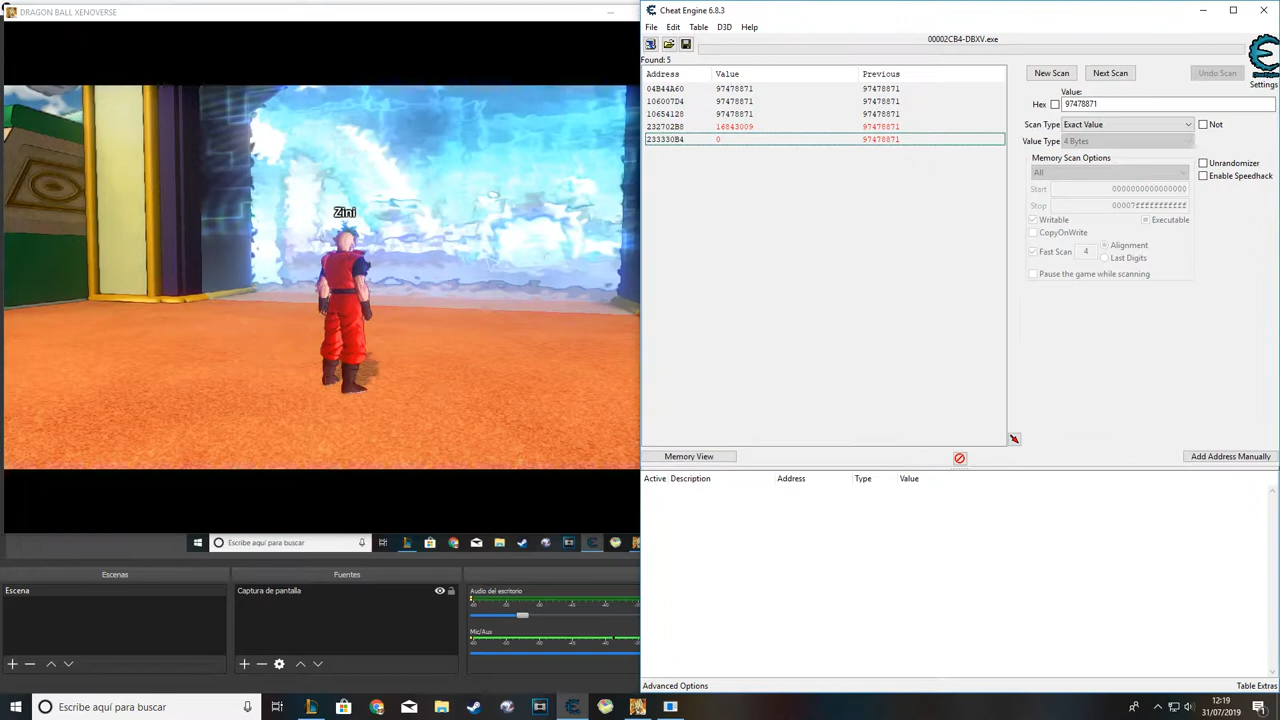 DRAGON BALL XENOVERSE
Zini
Escribe aquí para buscar
Escenas
Fuentes
Escena
Captura de pantalla
Audio del escritorio
Mic/Aux
Cheat Engine 6.8.3
File Edit Table D3D Help
00002CB4-DBXV.exe
Found: 5
Address Value Previous
04B44A60 97478871 97478871
106007D4 97478871 97478871
10654128 97478871 97478871
232702B8 16843009 97478871
233330B4 0 97478871
New Scan Next Scan Undo Scan
Settings
Value:
Hex 97478871
Scan Type Exact Value Not
Value Type 4 Bytes
Memory Scan Options
All
Unrandomizer
Enable Speedhack
Start 0000000000000000
Stop 00007fffffffffff
Writable Executable
CopyOnWrite
Fast Scan 4 Alignment
Last Digits
Pause the game while scanning
Memory View Add Address Manually
Active Description Address Type Value
Advanced Options Table Extras
Escribe aquí para buscar
12:19
31/07/2019